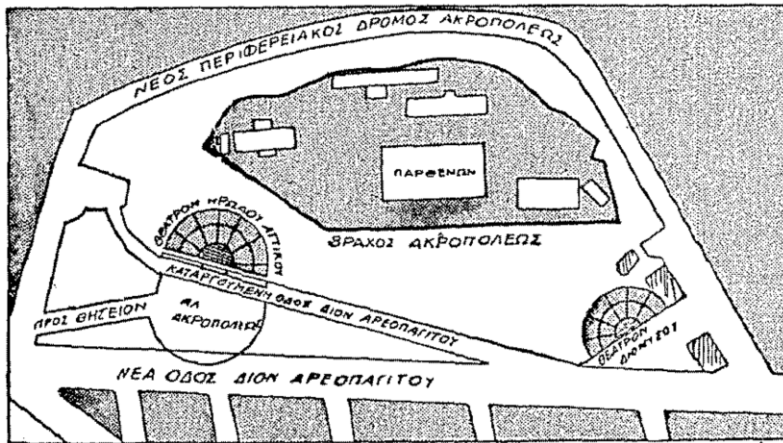 ΝΕΟΣ ΠΕΡΙΦΕΡΕΙΑΚΟΣ ΔΡΟΜΟΣ ΑΚΡΟΠΟΛΕΩΣ
ΠΑΡΘΕΝΩΝ
ΘΕΑΤΡΟΝ ΗΡΩΔΟΥ ΑΤΤΙΚΟΥ
ΒΡΑΧΟΣ ΑΚΡΟΠΟΛΕΩΣ
ΚΑΤΑΡΓΟΥΜΕΝΗ ΟΔΟΣ ΔΙΟΝ ΑΡΕΟΠΑΓΙΤΟΥ
ΠΛ
ΑΚΡΟΠΟΛΕΩΣ
ΠΡΟΣ ΘΗΣΕΙΟΝ
ΘΕΑΤΡΟΝ
ΔΙΟΝΥΣΟΥ
ΝΕΑ ΟΔΟΣ ΔΙΟΝ ΑΡΕΟΠΑΓΙΤΟΥ